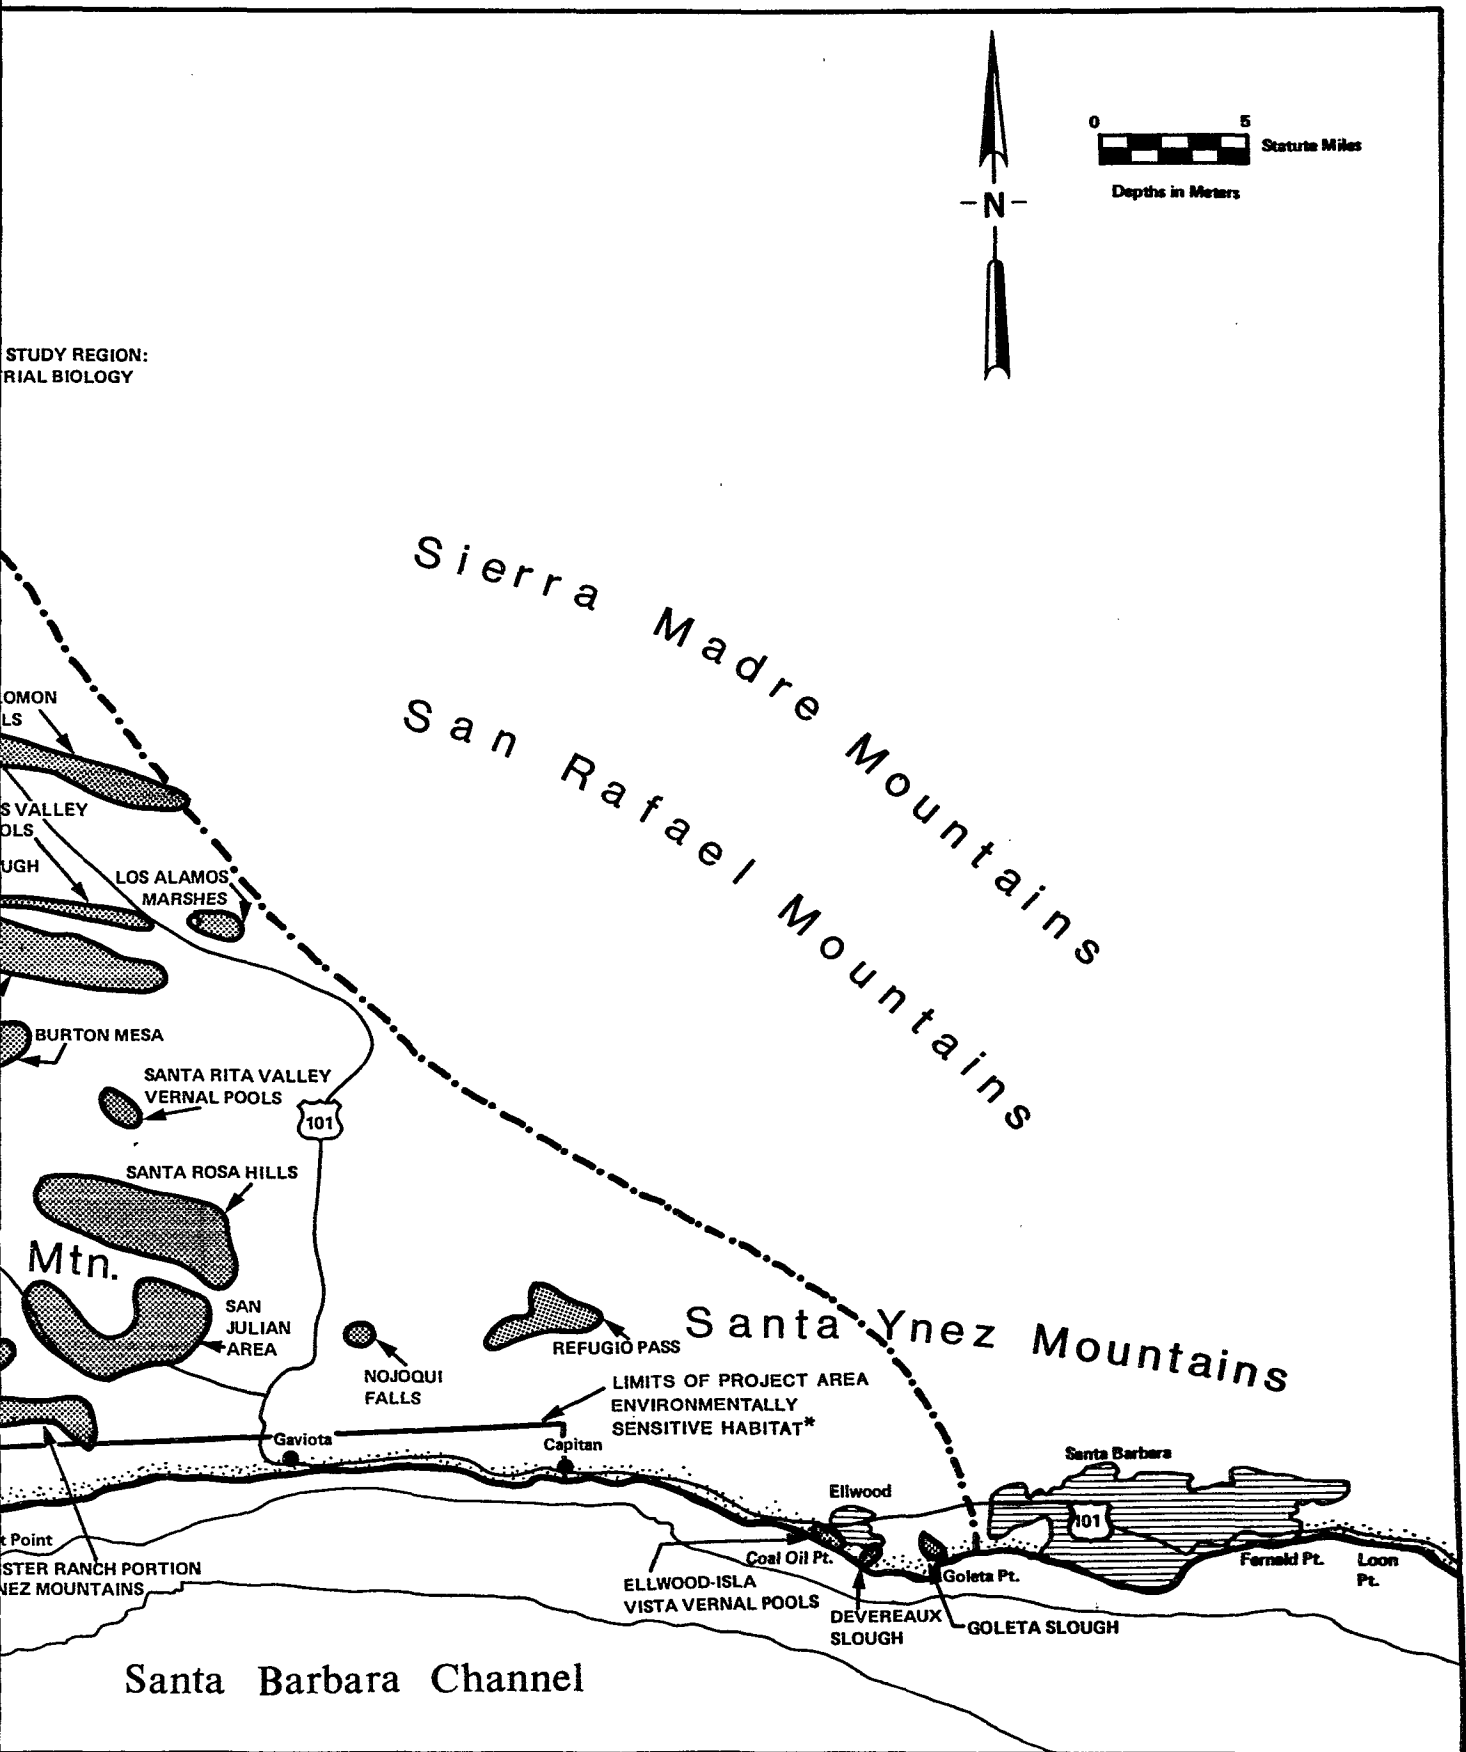 0 5
Statute Miles
Depths in Meters
- N -
STUDY REGION:
RIAL BIOLOGY
Sierra Madre Mountains
San Rafael Mountains
OMON
LS
S VALLEY
OLS
UGH
LOS ALAMOS
MARSHES
BURTON MESA
SANTA RITA VALLEY
VERNAL POOLS
101
SANTA ROSA HILLS
Mtn.
SAN
JULIAN
AREA
NOJOQUI
FALLS
REFUGIO PASS
Santa Ynez Mountains
LIMITS OF PROJECT AREA
ENVIRONMENTALLY
SENSITIVE HABITAT*
Gaviota
Capitan
Santa Barbara
Ellwood
101
t Point
Coal Oil Pt.
Goleta Pt.
Fernald Pt.
Loon
Pt.
STER RANCH PORTION
NEZ MOUNTAINS
ELLWOOD-ISLA
VISTA VERNAL POOLS
DEVEREAUX
SLOUGH
GOLETA SLOUGH
Santa Barbara Channel